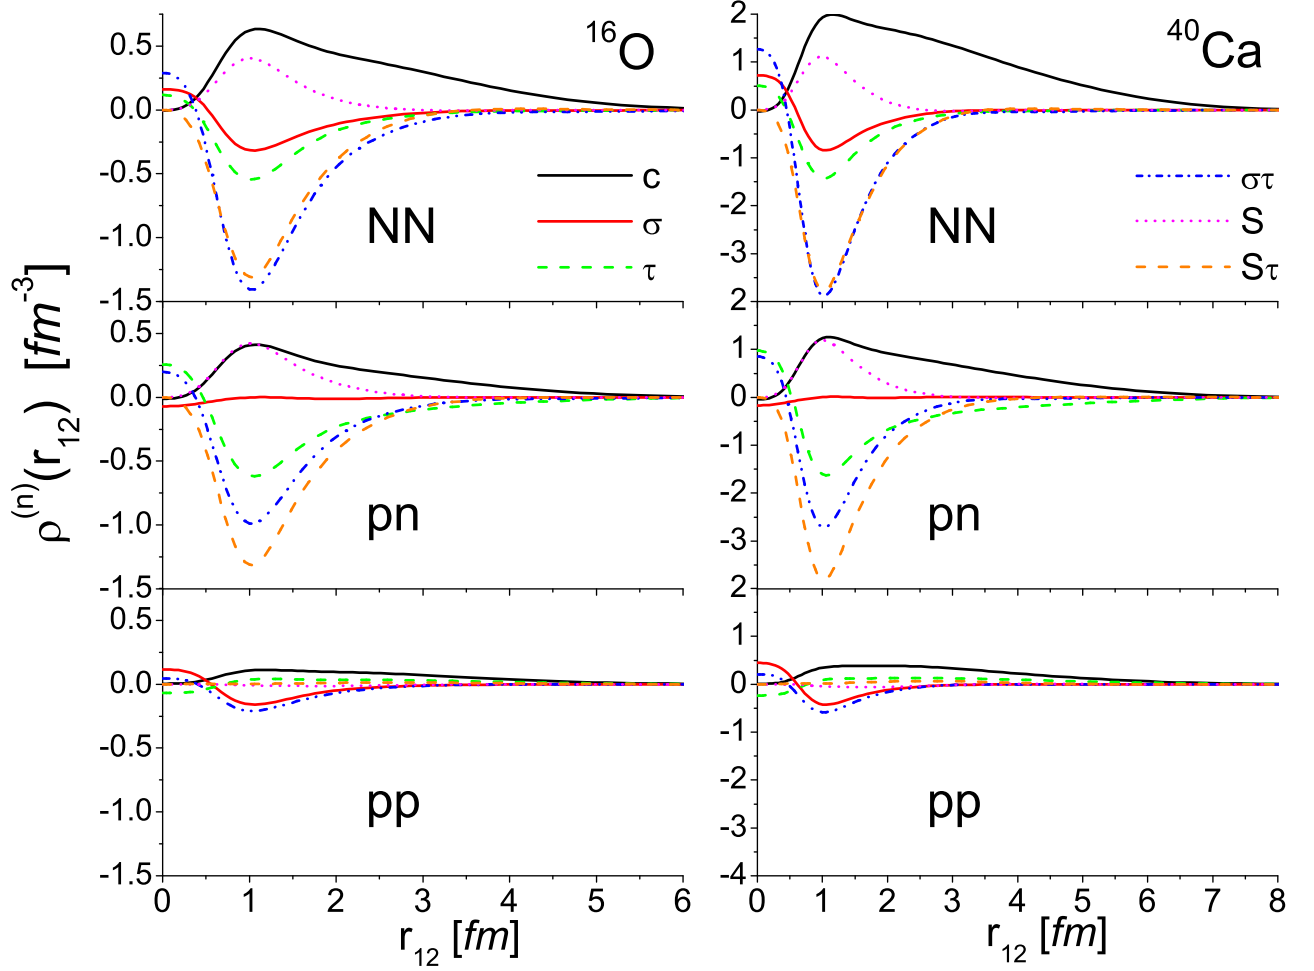 16O
40Ca
0.5
0.0
-0.5
-1.0
-1.5
c
σ
τ
NN
2
1
0
-1
-2
-3
2
στ
S
Sτ
NN
ρ(n)(r12) [fm-3]
0.5
0.0
-0.5
-1.0
-1.5
pn
1
0
-1
-2
-3
2
pn
0.5
0.0
-0.5
-1.0
-1.5
pp
2
1
0
-1
-2
-3
-4
pp
0 1 2 3 4 5 6
0 1 2 3 4 5 6 7 8
r12 [fm]
r12 [fm]